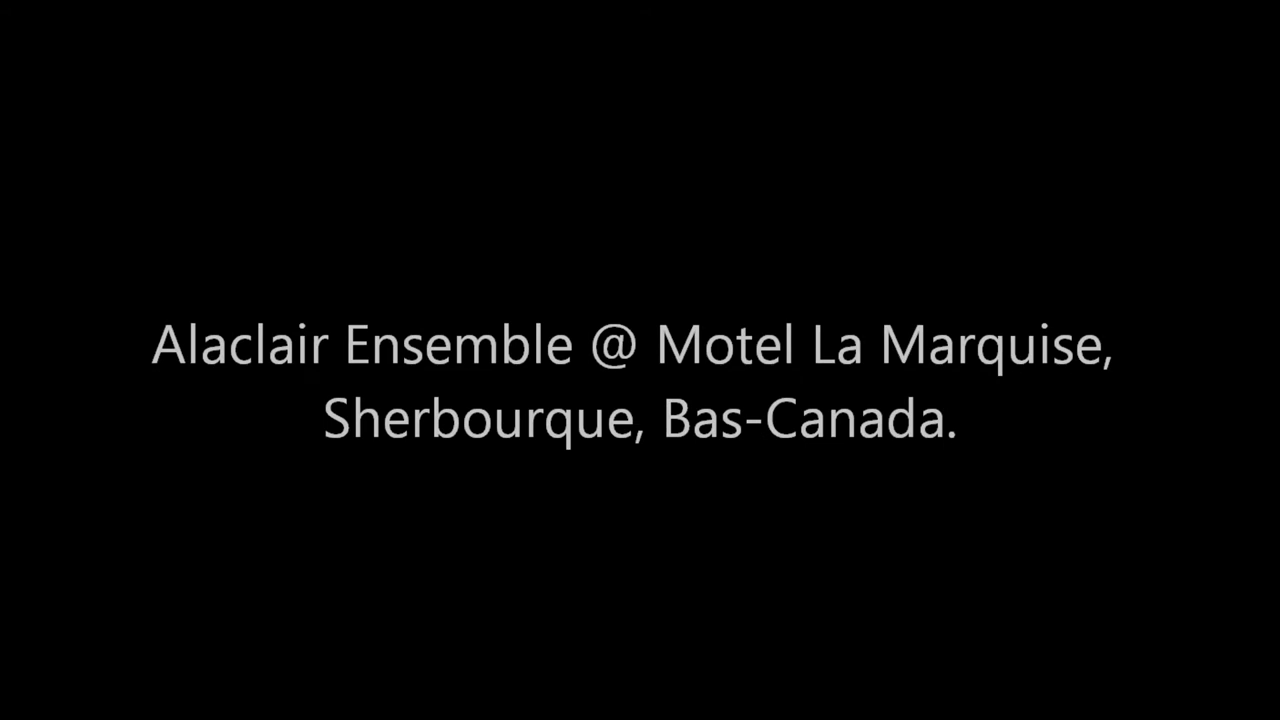 Alaclair Ensemble @ Motel La Marquise,
Sherbourque, Bas-Canada.